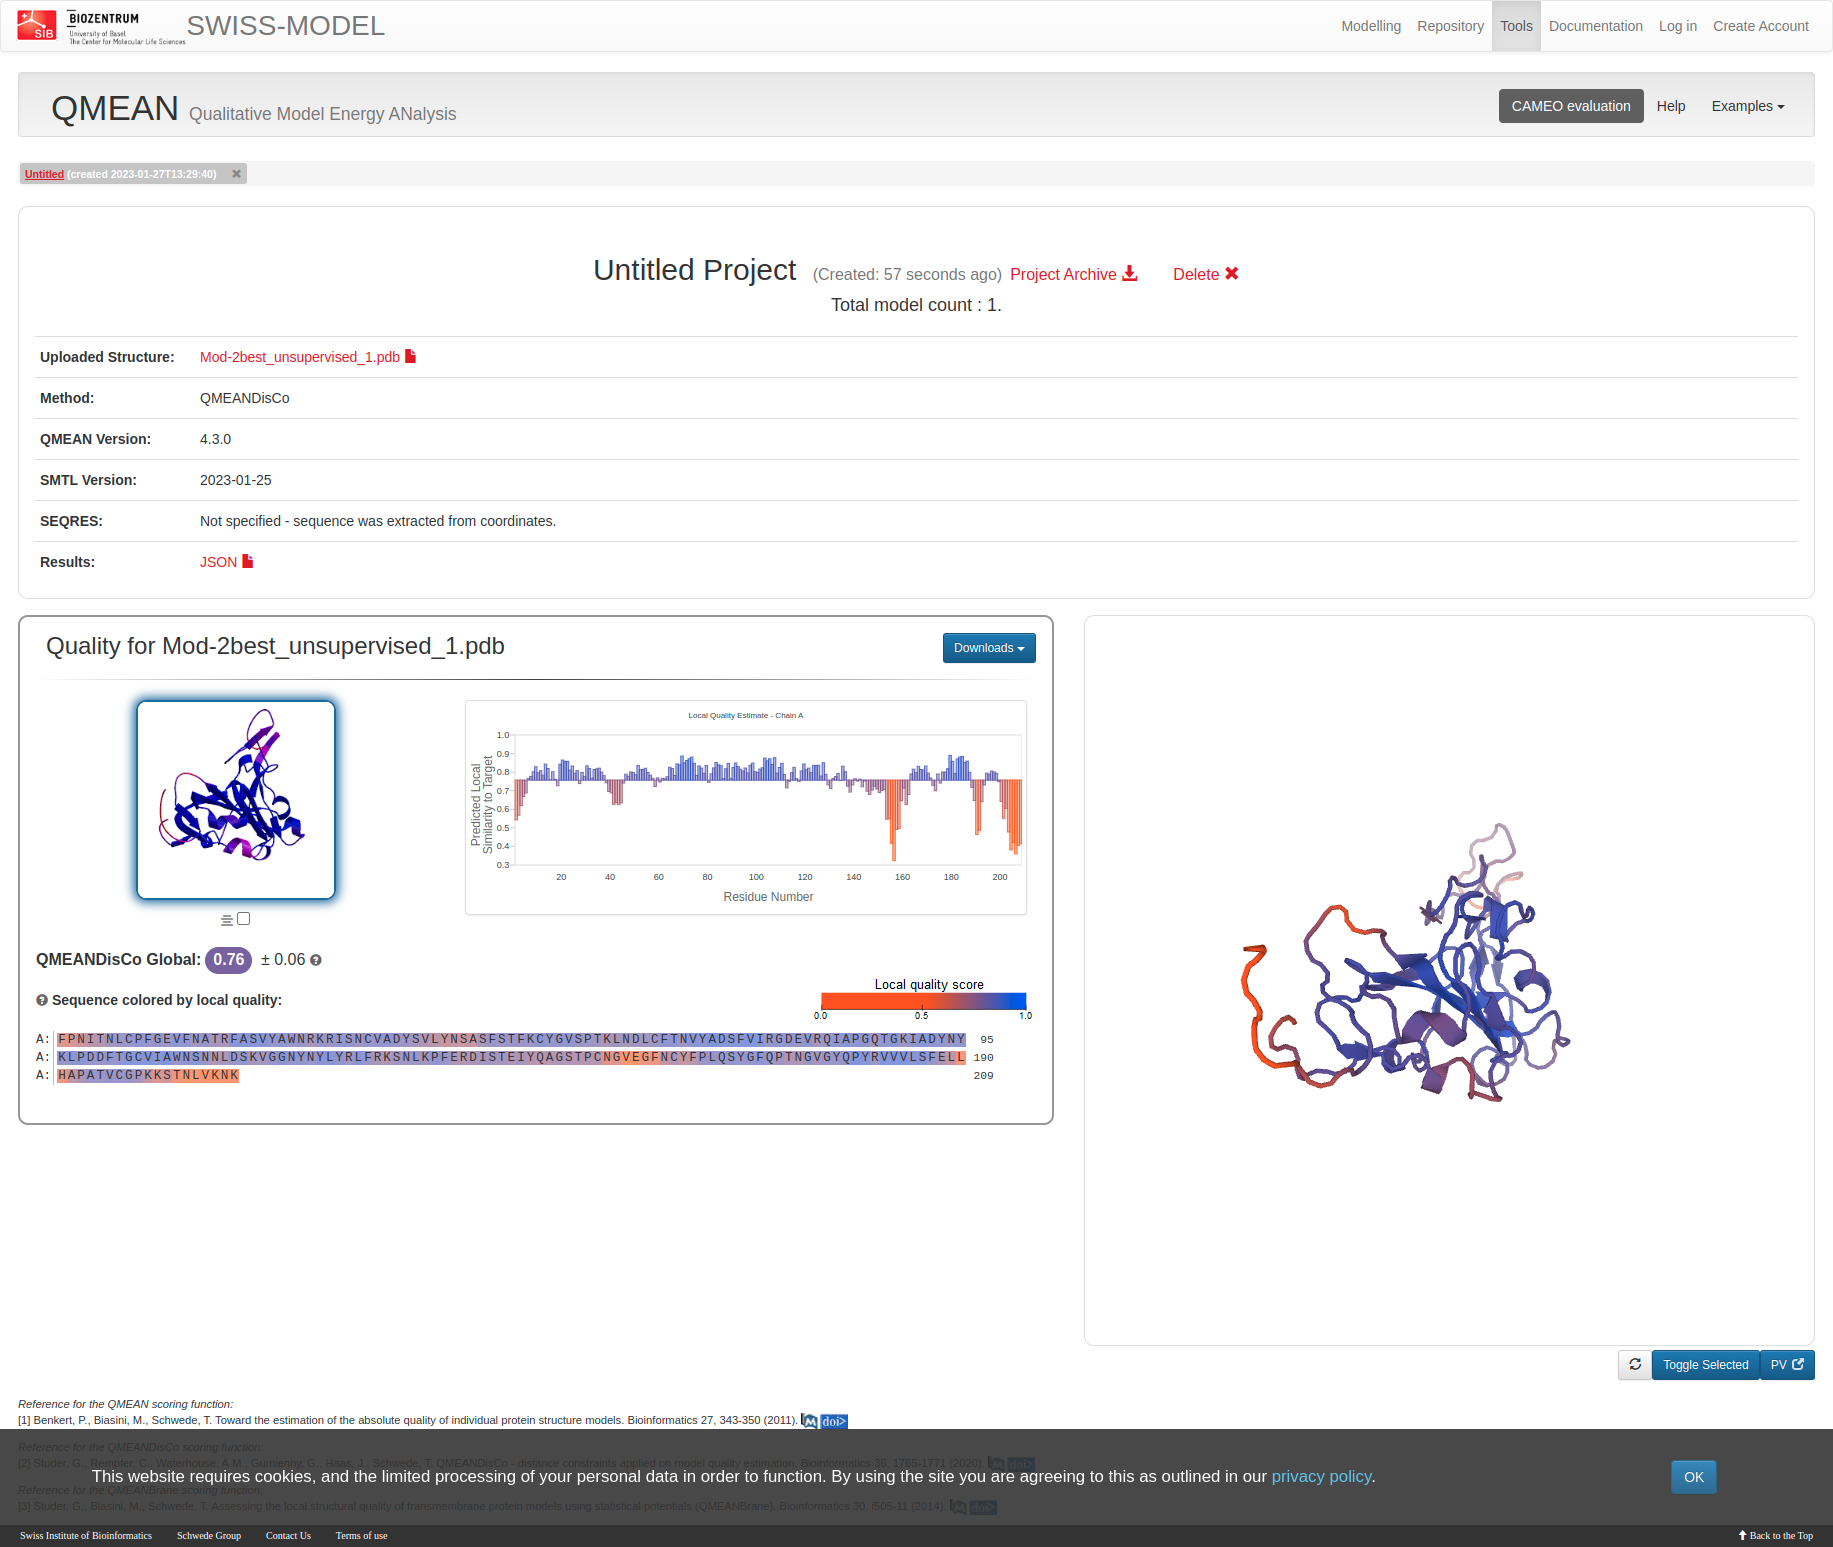 SIB
BIOZENTRUM
University of Basel
The Center for Molecular Life Sciences
SWISS-MODEL
Modelling Repository Tools Documentation Log in Create Account
QMEAN Qualitative Model Energy ANalysis
CAMEO evaluation Help Examples
Untitled (created 2023-01-27T13:29:40)
Untitled Project (Created: 57 seconds ago) Project Archive Delete
Total model count : 1.
Uploaded Structure: Mod-2best_unsupervised_1.pdb
Method: QMEANDisCo
QMEAN Version: 4.3.0
SMTL Version: 2023-01-25
SEQRES: Not specified - sequence was extracted from coordinates.
Results: JSON
Quality for Mod-2best_unsupervised_1.pdb
Downloads
Local Quality Estimate - Chain A
Predicted Local
Similarity to Target
1.0
0.9
0.8
0.7
0.6
0.5
0.4
0.3
20 40 60 80 100 120 140 160 180 200
Residue Number
QMEANDisCo Global: 0.76 ± 0.06
Sequence colored by local quality:
Local quality score
0.0 0.5 1.0
A: FPNITNLCPFGEVFNATRFASVYAWNRKRISNCVADYSVLYNSASFSTFKCYGVSPTKLNDLCFTNVYADSFVIRGDEVRQIAPGQTGKIADYNY 95
A: KLPDDFTGCVIAWNSNNLDSKVGGNYNYLYRLFRKSNLKPFERDISTEIYQAGSTPCNGVEGFNCYFPLQSYGFQPTNGVGYQPYRVVVLSFELL 190
A: HAPATVCGPKKSTNLVKNK 209
Toggle Selected PV
Reference for the QMEAN scoring function:
[1] Benkert, P., Biasini, M., Schwede, T. Toward the estimation of the absolute quality of individual protein structure models. Bioinformatics 27, 343-350 (2011). M doi>
Reference for the QMEANDisCo scoring function:
[2] Studer, G., Rempfer, C., Waterhouse, A.M., Gumienny, G., Haas, J., Schwede, T. QMEANDisCo - distance constraints applied on model quality estimation. Bioinformatics 36, 1765-1771 (2020). M doi>
This website requires cookies, and the limited processing of your personal data in order to function. By using the site you are agreeing to this as outlined in our privacy policy.
OK
Reference for the QMEANBrane scoring function:
[3] Studer, G., Biasini, M., Schwede, T. Assessing the local structural quality of transmembrane protein models using statistical potentials (QMEANBrane). Bioinformatics 30, i505-11 (2014). M doi>
Swiss Institute of Bioinformatics Schwede Group Contact Us Terms of use Back to the Top